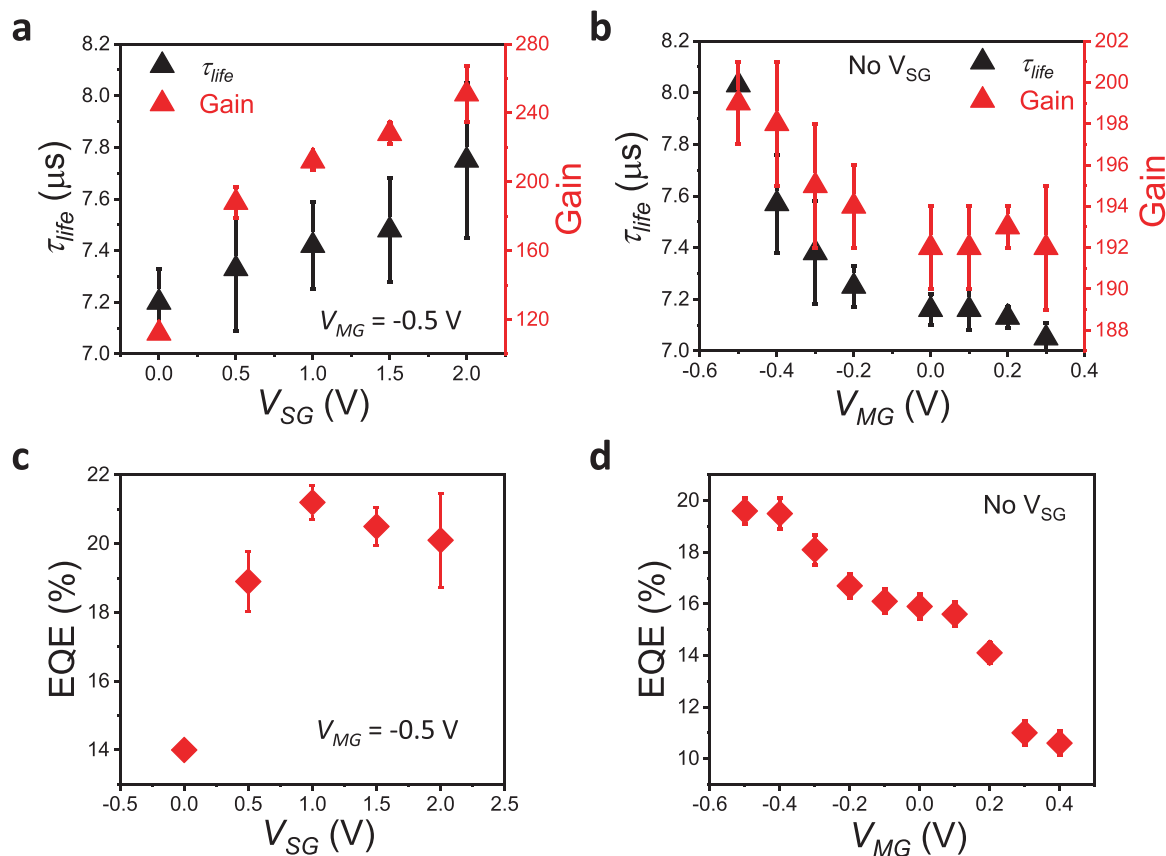 a
8.2
8.0
7.8
7.6
7.4
7.2
7.0
τlife (μs)
τlife
Gain
VMG = -0.5 V
280
240
200
160
120
Gain
0.0 0.5 1.0 1.5 2.0
VSG (V)
b
8.2
8.0
7.8
7.6
7.4
7.2
7.0
τlife (μs)
No VSG
τlife
Gain
202
200
198
196
194
192
190
188
Gain
-0.6 -0.4 -0.2 0.0 0.2 0.4
VMG (V)
c
22
20
18
16
14
EQE (%)
VMG = -0.5 V
-0.5 0.0 0.5 1.0 1.5 2.0 2.5
VSG (V)
d
20
18
16
14
12
10
EQE (%)
No VSG
-0.6 -0.4 -0.2 0.0 0.2 0.4
VMG (V)